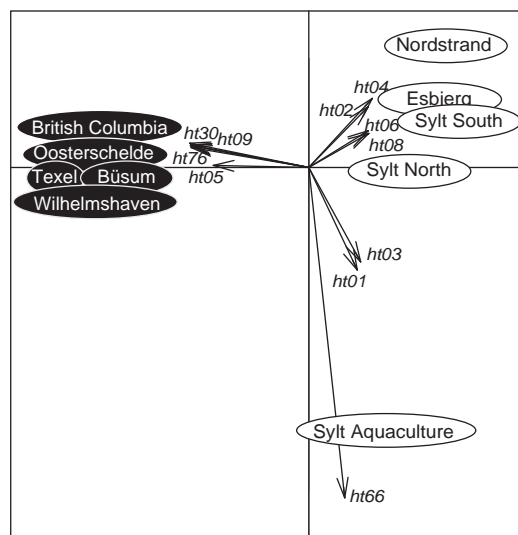 Nordstrand
ht04
Esbjerg
ht02
British Columbia
ht30
ht09
ht06
Sylt South
Oosterschelde
ht76
ht08
Texel
Büsum
ht05
Sylt North
Wilhelmshaven
ht03
ht01
Sylt Aquaculture
ht66